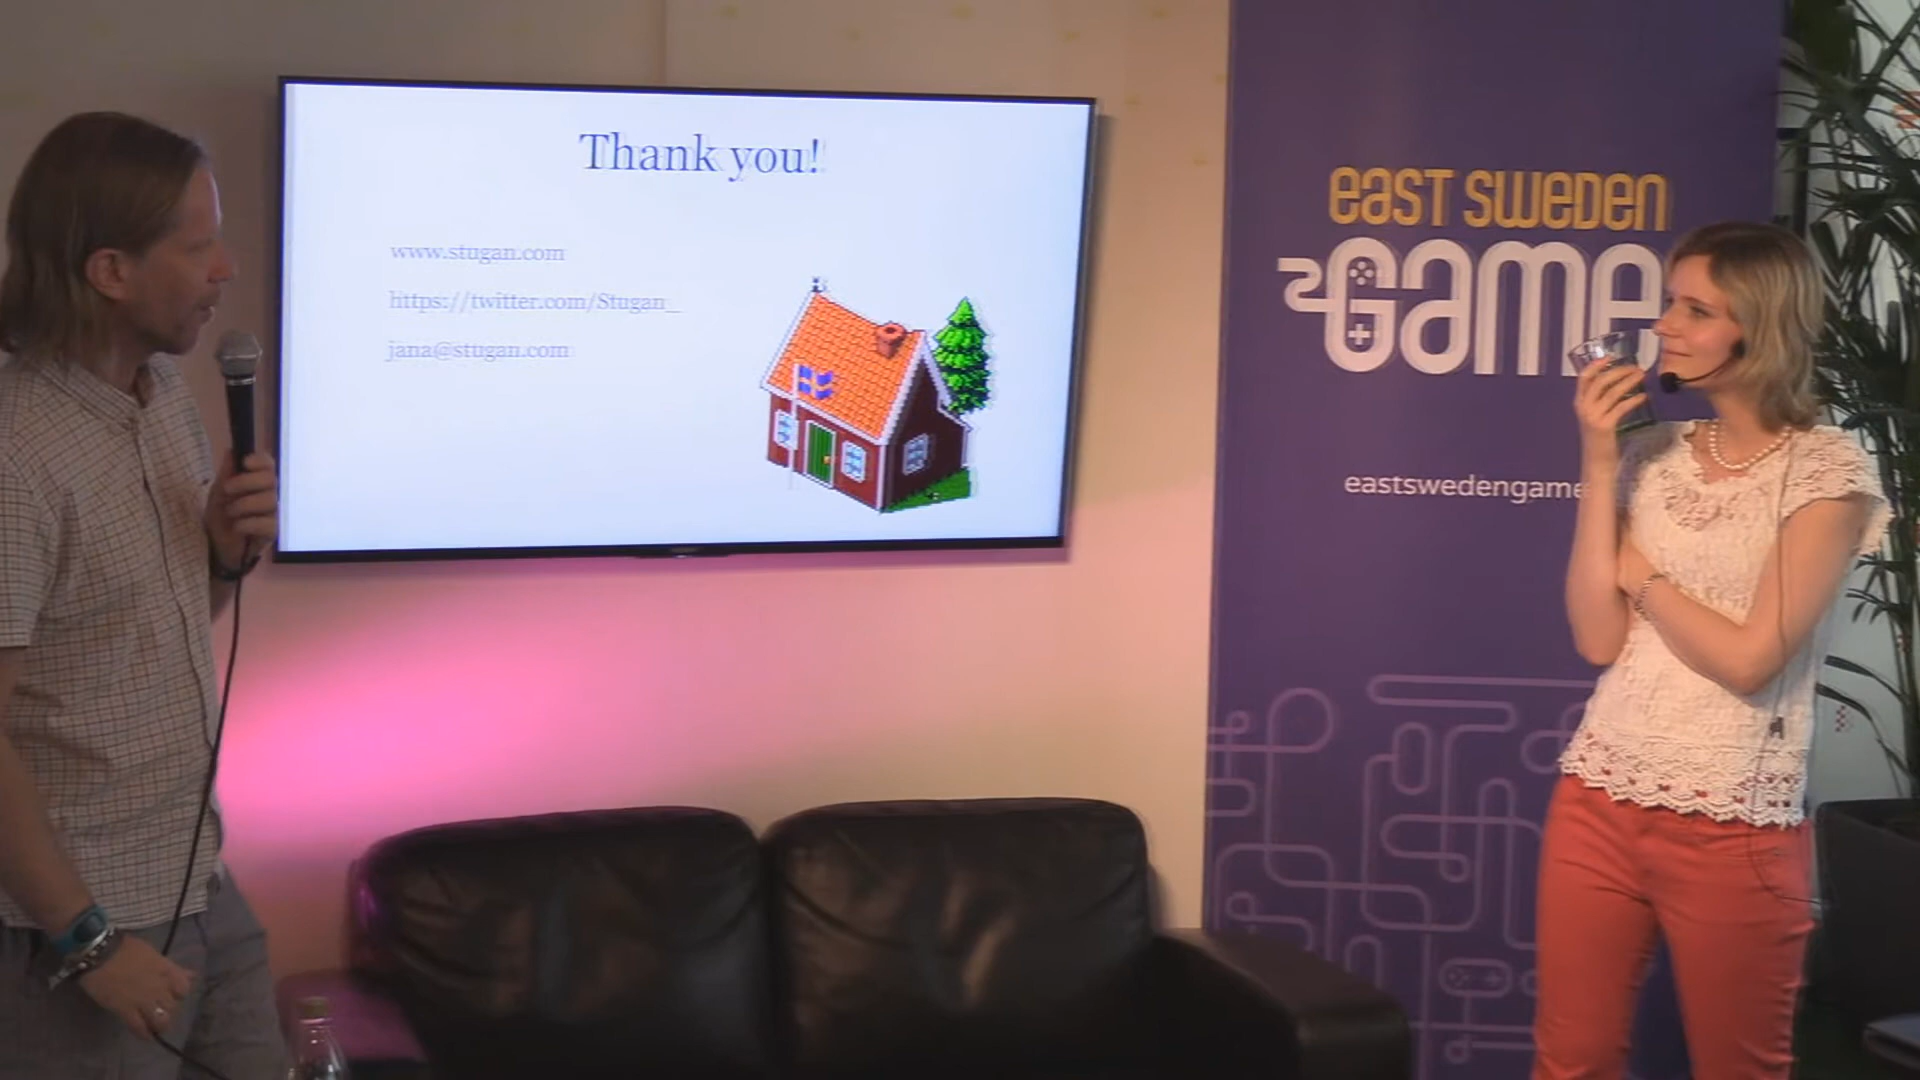 Thank you!
www.stugan.com
https://twitter.com/Stugan_
jana@stugan.com
east sweden
Game
eastswedengame